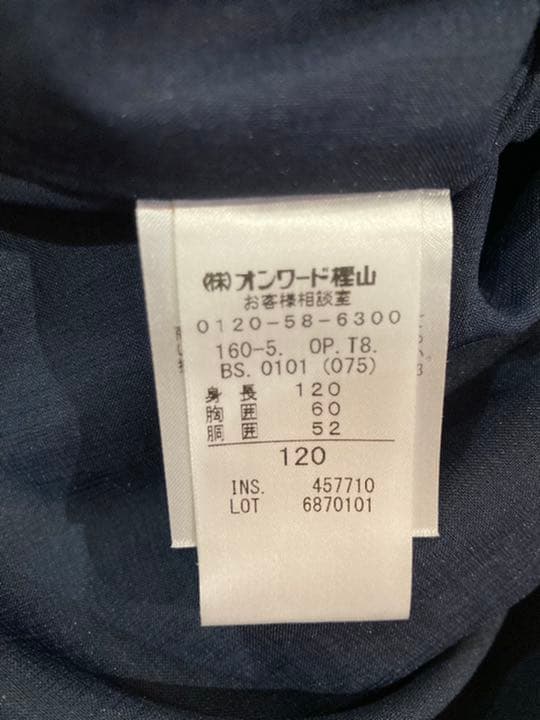 ㈱オンワード樫山
お客様相談室
0120-58-6300
160-5. OP. T8.
BS. 0101 (075)
身長 120
胸囲 60
胴囲 52
120
INS. 457710
LOT 6870101